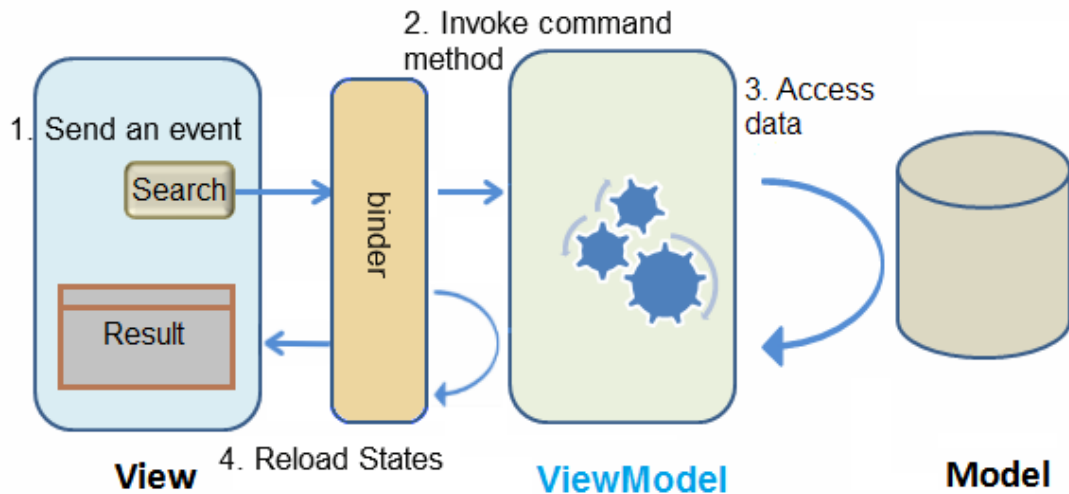 2. Invoke command
method
3. Access
data
1. Send an event
Search
binder
Result
4. Reload States
View
ViewModel
Model